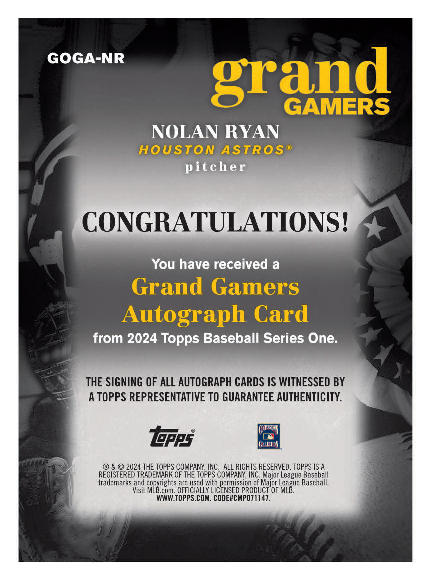 GOGA-NR
grand
GAMERS
NOLAN RYAN
HOUSTON ASTROS®
pitcher
CONGRATULATIONS!
You have received a
Grand Gamers
Autograph Card
from 2024 Topps Baseball Series One.
THE SIGNING OF ALL AUTOGRAPH CARDS IS WITNESSED BY
A TOPPS REPRESENTATIVE TO GUARANTEE AUTHENTICITY.
Topps
® & © 2024 THE TOPPS COMPANY, INC. ALL RIGHTS RESERVED. TOPPS IS A
REGISTERED TRADEMARK OF THE TOPPS COMPANY, INC. Major League Baseball
trademarks and copyrights are used with permission of Major League Baseball.
Visit MLB.com. OFFICIALLY LICENSED PRODUCT OF MLB.
WWW.TOPPS.COM. CODE#CMP071147.